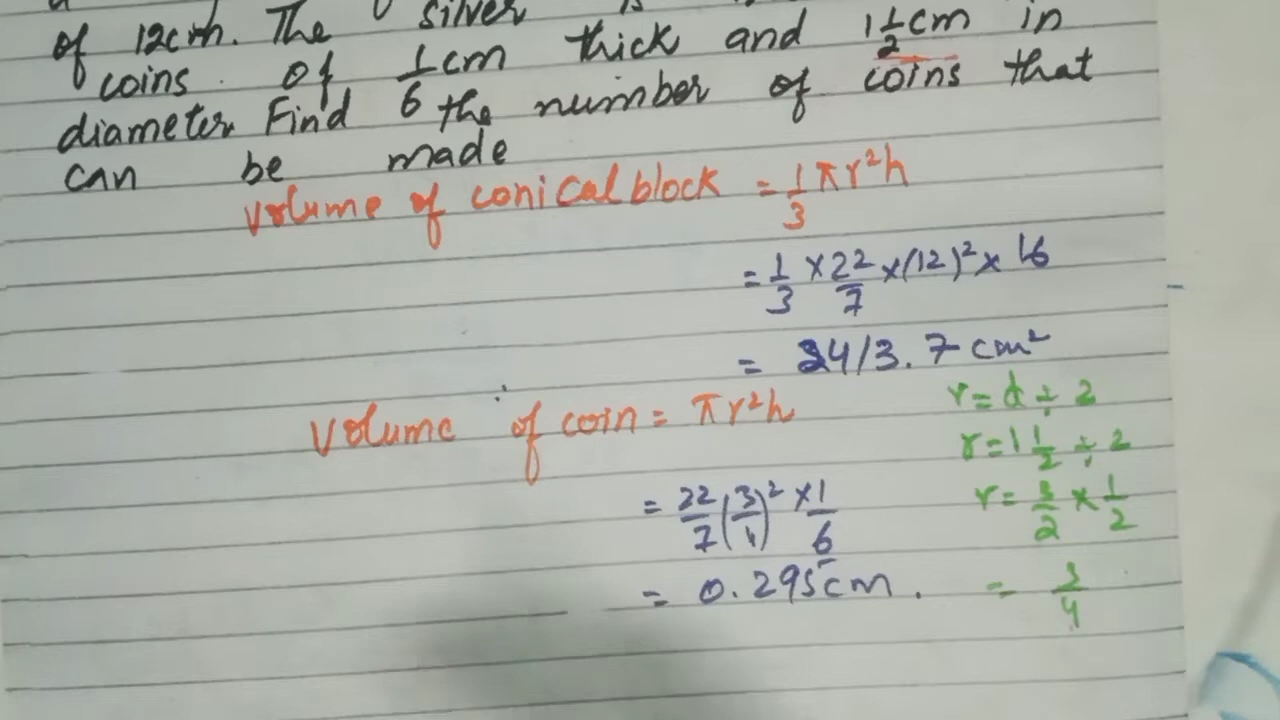 of 12cm. The silver is
coins of 1/6 cm thick and 1 1/2 cm in
diameter Find the number of coins that
can be made
Volume of conical block = 1/3 πr²h
= 1/3 × 22/7 × (12)² × 16
= 2413.7 cm²
Volume of coin = πr²h
r = d ÷ 2
r = 1 1/2 ÷ 2
= 22/7 (3/4)² × 1/6
r = 3/2 × 1/2
= 0.295cm.
= 3/4